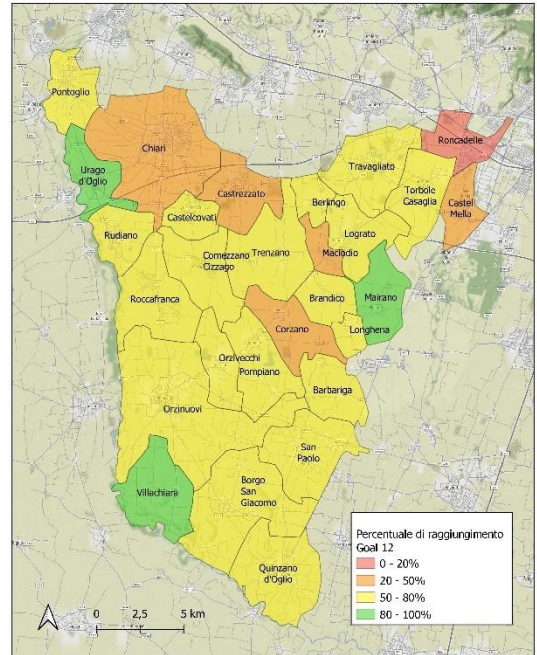 Pontoglio
Chiari
Urago
d'Oglio
Roncadelle
Travagliato
Castrezzato
Torbole
Casaglia
Castel
Mella
Berlingo
Castelcovati
Rudiano
Lograto
Comezzano
Cizzago
Trenzano
Maclodio
Mairano
Roccafranca
Brandico
Corzano
Longhena
Orzivecchi
Pompiano
Barbariga
Orzinuovi
San
Paolo
Villachiara
Borgo
San
Giacomo
Quinzano
d'Oglio
Percentuale di raggiungimento
Goal 12
0 - 20%
20 - 50%
50 - 80%
80 - 100%
0 2,5 5 km